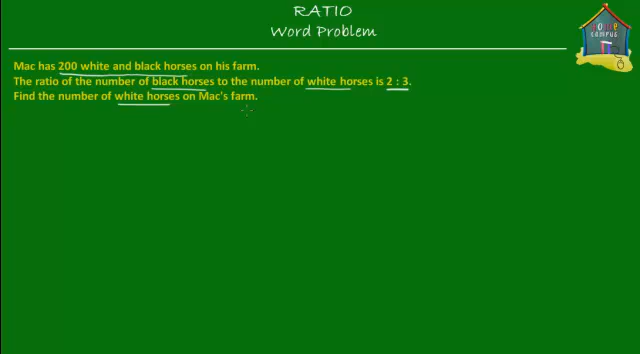 RATIO
Word Problem
home
campus
Mac has 200 white and black horses on his farm.
The ratio of the number of black horses to the number of white horses is 2 : 3.
Find the number of white horses on Mac's farm.